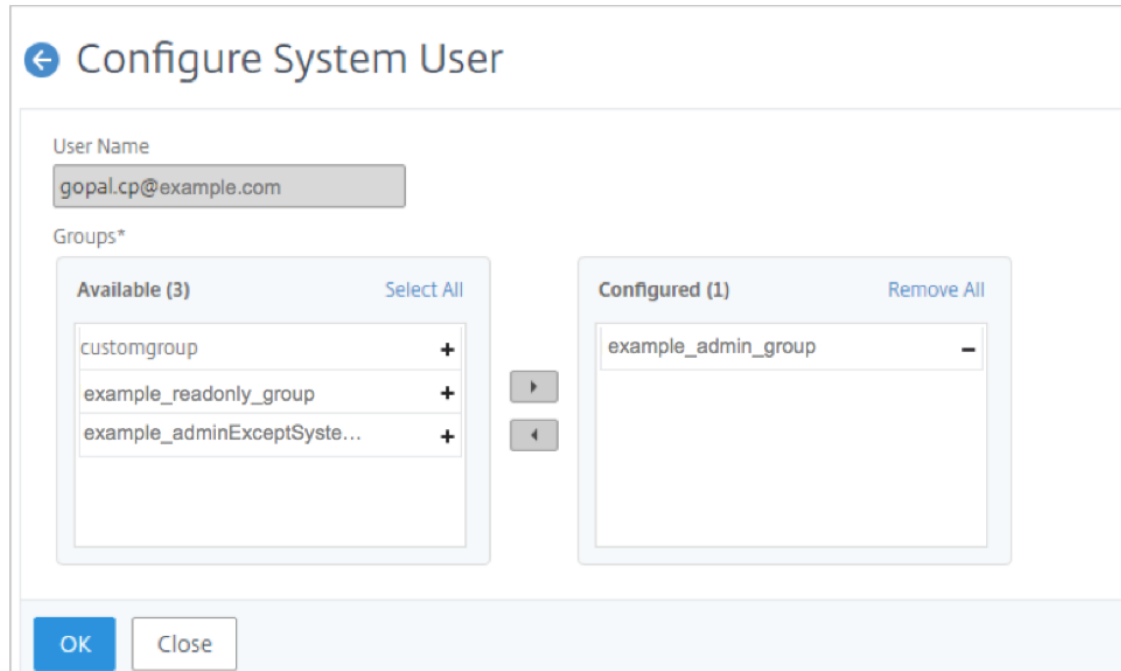 Configure System User
User Name
gopal.cp@example.com
Groups*
Available (3) Select All
customgroup +
example_readonly_group +
example_adminExceptSyste... +
Configured (1) Remove All
example_admin_group –
OK Close